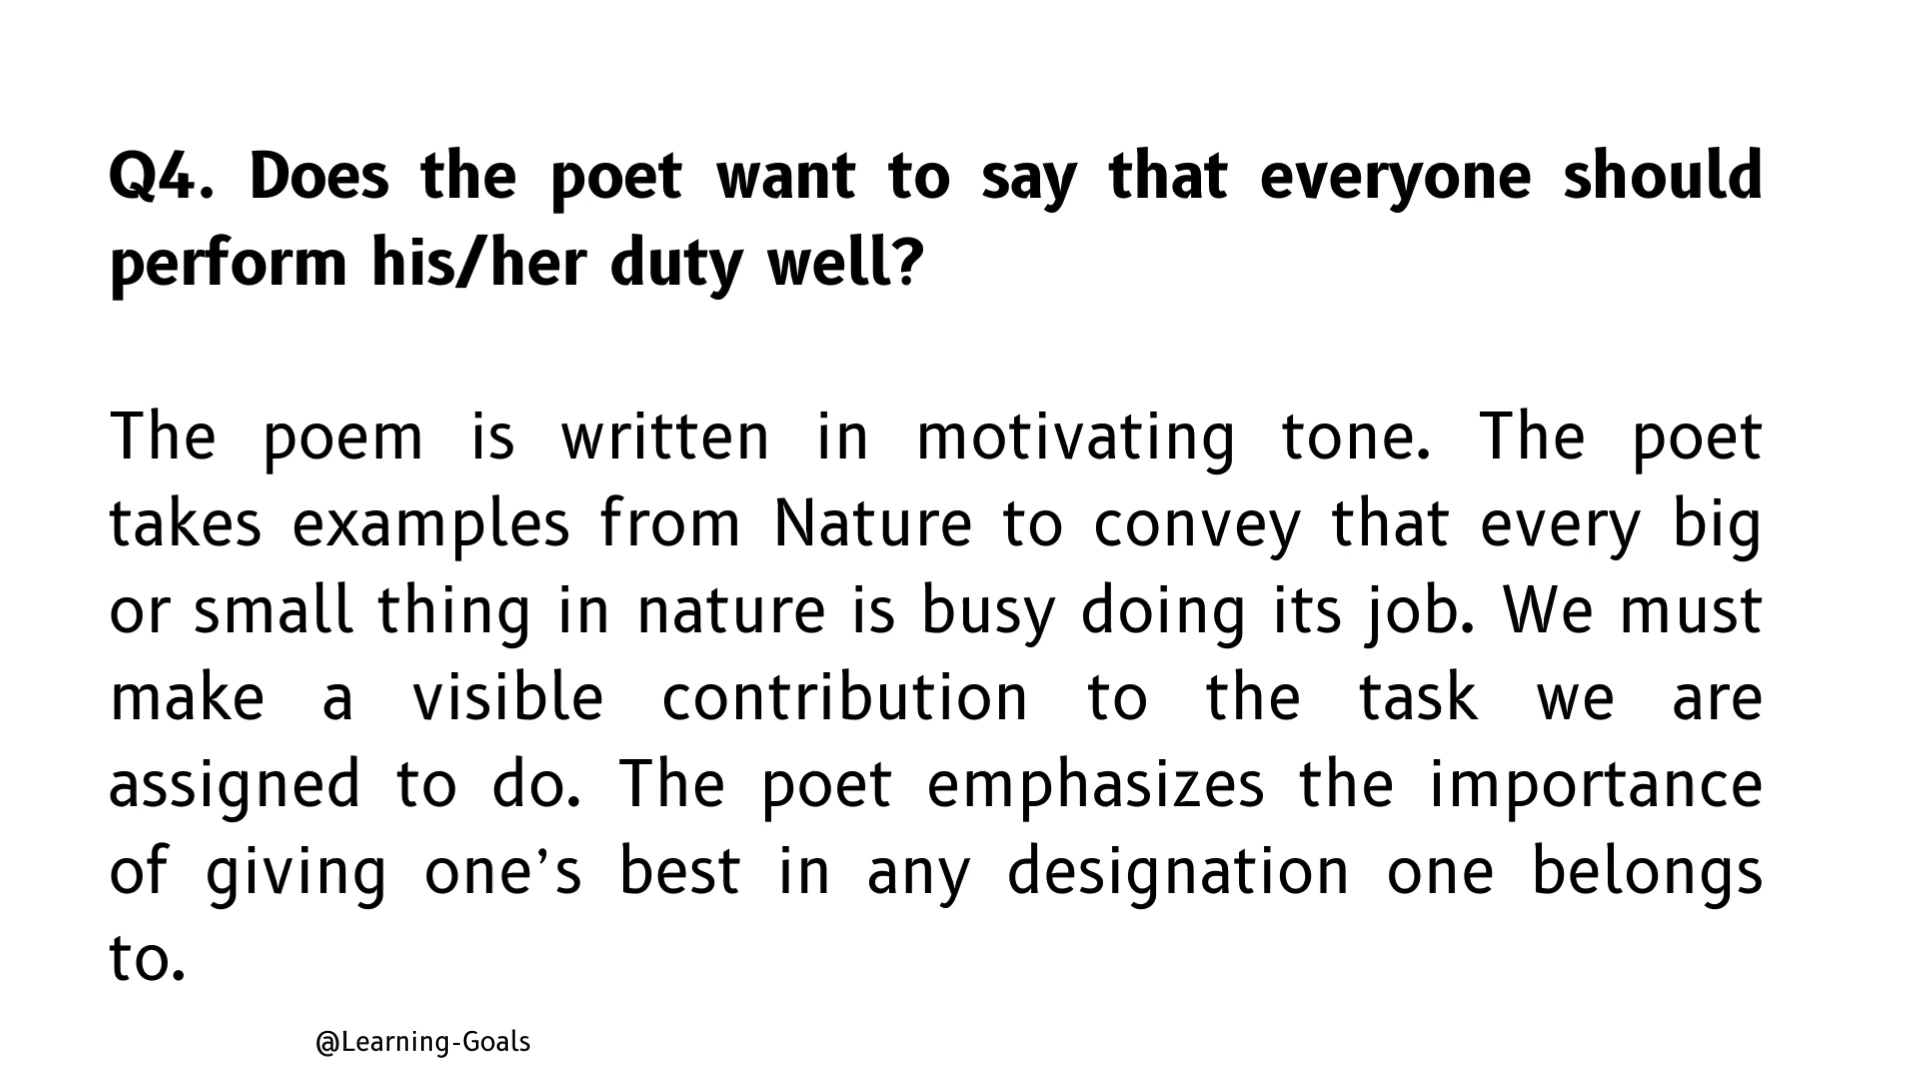 Q4. Does the poet want to say that everyone should
perform his/her duty well?
The poem is written in motivating tone. The poet
takes examples from Nature to convey that every big
or small thing in nature is busy doing its job. We must
make a visible contribution to the task we are
assigned to do. The poet emphasizes the importance
of giving one’s best in any designation one belongs
to.
@Learning-Goals